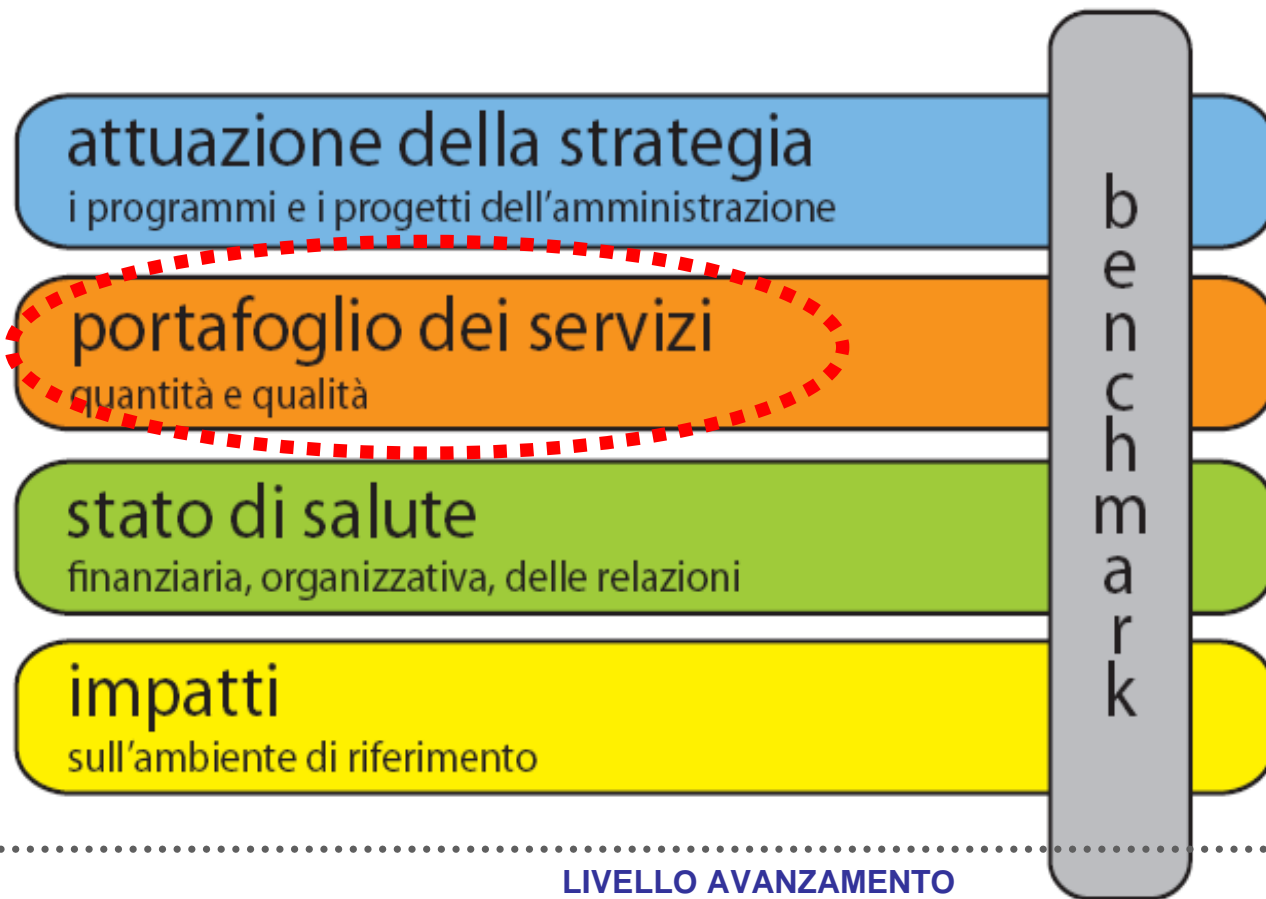 attuazione della strategia
i programmi e i progetti dell'amministrazione
portafoglio dei servizi
quantità e qualità
stato di salute
finanziaria, organizzativa, delle relazioni
impatti
sull'ambiente di riferimento
benchmark
LIVELLO AVANZAMENTO